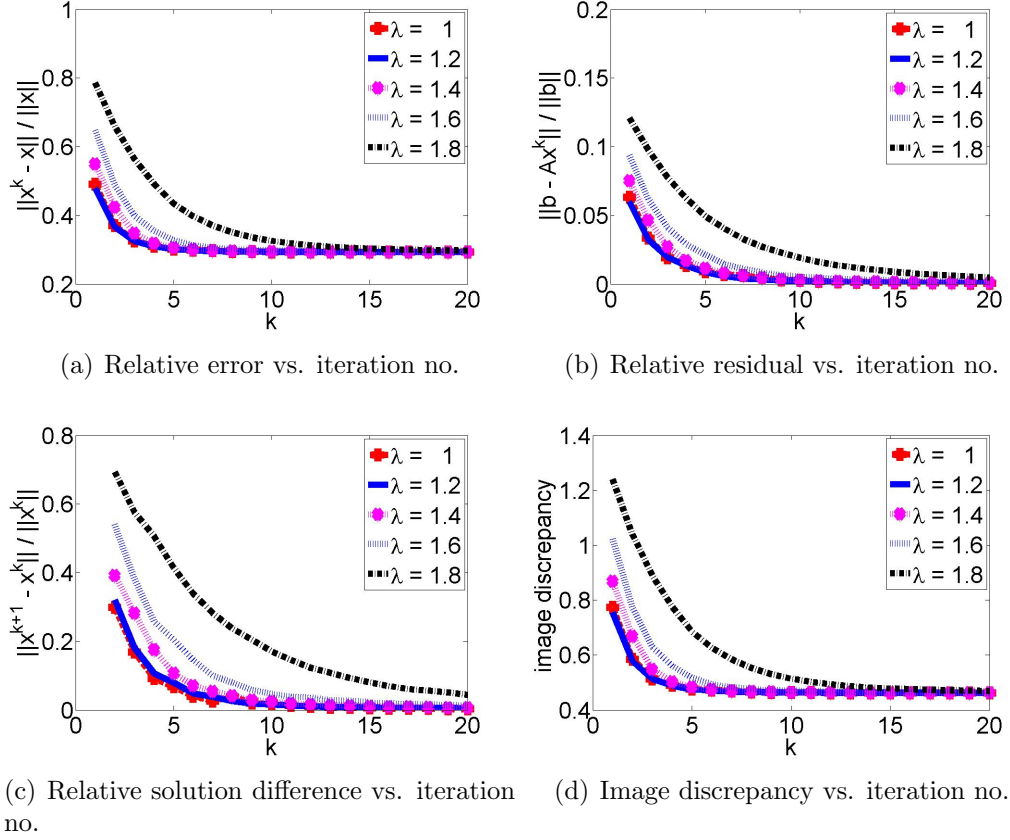 1
0.8
0.6
0.4
0.2
0
5
10
15
20
k
||x^k - x|| / ||x||
λ = 1
λ = 1.2
λ = 1.4
λ = 1.6
λ = 1.8
(a) Relative error vs. iteration no.
0.2
0.15
0.1
0.05
0
0
5
10
15
20
k
||b - Ax^k|| / ||b||
λ = 1
λ = 1.2
λ = 1.4
λ = 1.6
λ = 1.8
(b) Relative residual vs. iteration no.
0.8
0.6
0.4
0.2
0
0
5
10
15
20
k
||x^{k+1} - x^k|| / ||x^k||
λ = 1
λ = 1.2
λ = 1.4
λ = 1.6
λ = 1.8
(c) Relative solution difference vs. iteration
no.
1.4
1.2
1
0.8
0.6
0.4
0
5
10
15
20
k
image discrepancy
λ = 1
λ = 1.2
λ = 1.4
λ = 1.6
λ = 1.8
(d) Image discrepancy vs. iteration no.